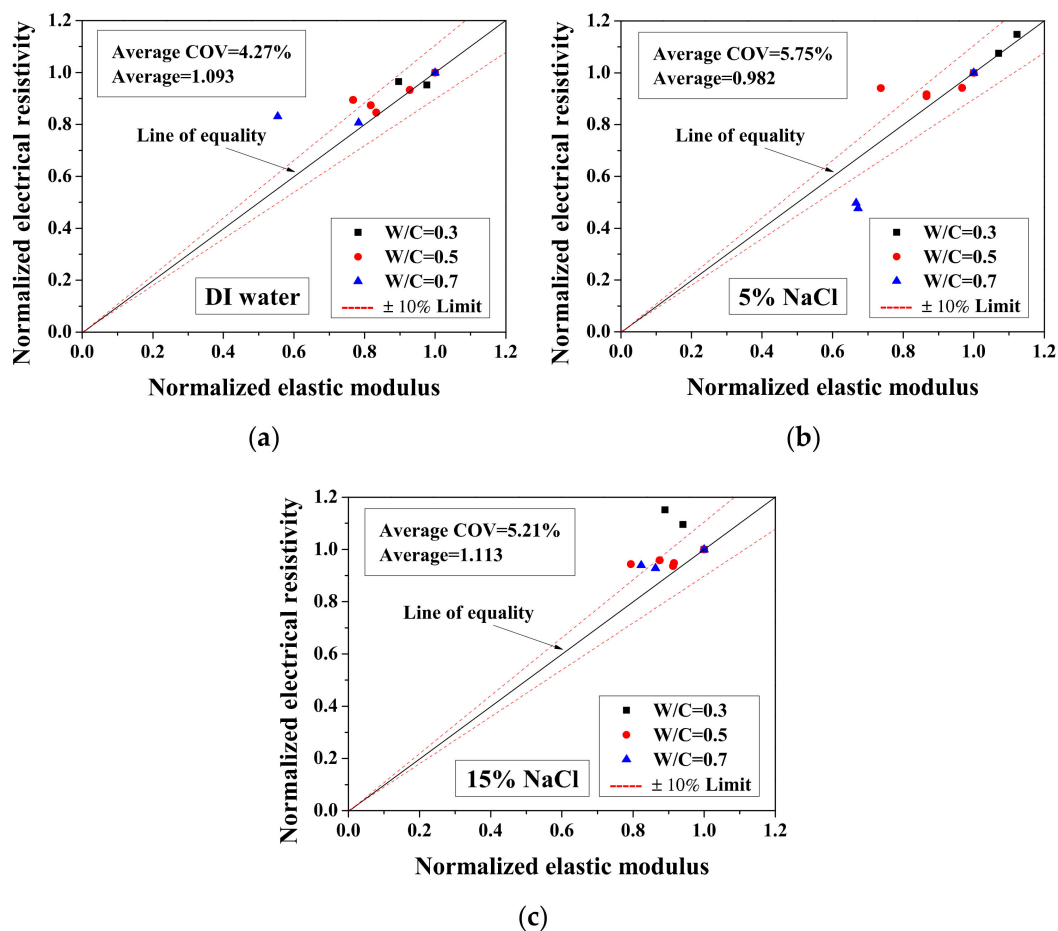 Normalized electrical resistivity
1.2
1.0
0.8
0.6
0.4
0.2
0.0
Average COV=4.27%
Average=1.093
Line of equality
W/C=0.3
W/C=0.5
W/C=0.7
± 10% Limit
DI water
0.0 0.2 0.4 0.6 0.8 1.0 1.2
Normalized elastic modulus
(a)
Normalized electrical resistivity
1.2
1.0
0.8
0.6
0.4
0.2
0.0
Average COV=5.75%
Average=0.982
Line of equality
W/C=0.3
W/C=0.5
W/C=0.7
± 10% Limit
5% NaCl
0.0 0.2 0.4 0.6 0.8 1.0 1.2
Normalized elastic modulus
(b)
Normalized electrical resistivity
1.2
1.0
0.8
0.6
0.4
0.2
0.0
Average COV=5.21%
Average=1.113
Line of equality
W/C=0.3
W/C=0.5
W/C=0.7
± 10% Limit
15% NaCl
0.0 0.2 0.4 0.6 0.8 1.0 1.2
Normalized elastic modulus
(c)